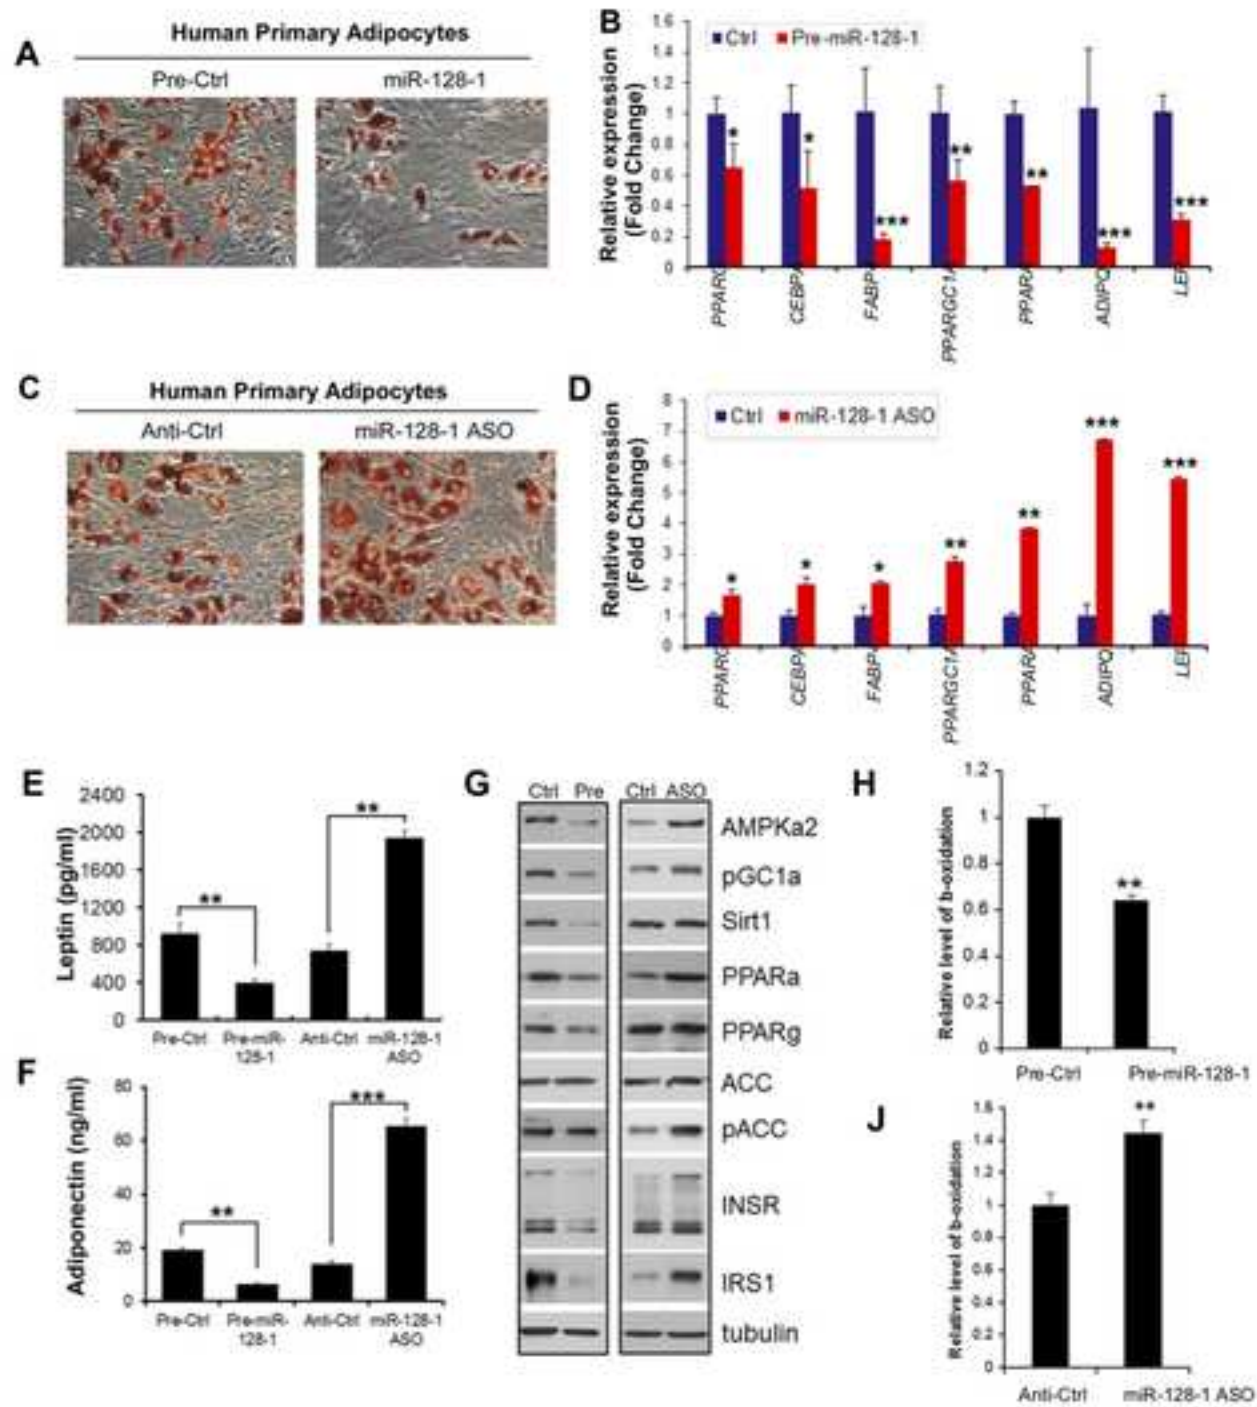 A
Human Primary Adipocytes
Pre-Ctrl
miR-128-1
B
Relative expression
(Fold Change)
1.6
1.4
1.2
1
0.8
0.6
0.4
0.2
0
Ctrl
Pre-miR-128-1
*
*
***
**
**
***
***
PPARG
CEBP
FABP
PPARGC1
PPARA
ADIPO
LEP
C
Human Primary Adipocytes
Anti-Ctrl
miR-128-1 ASO
D
Relative expression
(Fold Change)
8
7
6
5
4
3
2
1
0
Ctrl
miR-128-1 ASO
*
*
*
**
**
***
***
PPARG
CEBP
FABP
PPARGC1
PPARA
ADIPO
LEP
E
Leptin (pg/ml)
2400
2000
1600
1200
800
400
0
**
**
Pre-Ctrl
Pre-miR-
128-1
Anti-Ctrl
miR-128-1
ASO
F
Adiponectin (ng/ml)
80
60
40
20
0
**
***
Pre-Ctrl
Pre-miR-
128-1
Anti-Ctrl
miR-128-1
ASO
G
Ctrl Pre
Ctrl ASO
AMPKa2
pGC1a
Sirt1
PPARa
PPARg
ACC
pACC
INSR
IRS1
tubulin
H
Relative level of b-oxidation
1.2
1
0.8
0.6
0.4
0.2
0
**
Pre-Ctrl
Pre-miR-128-1
J
Relative level of b-oxidation
1.6
1.4
1.2
1
0.8
0.6
0.4
0.2
0
**
Anti-Ctrl
miR-128-1 ASO